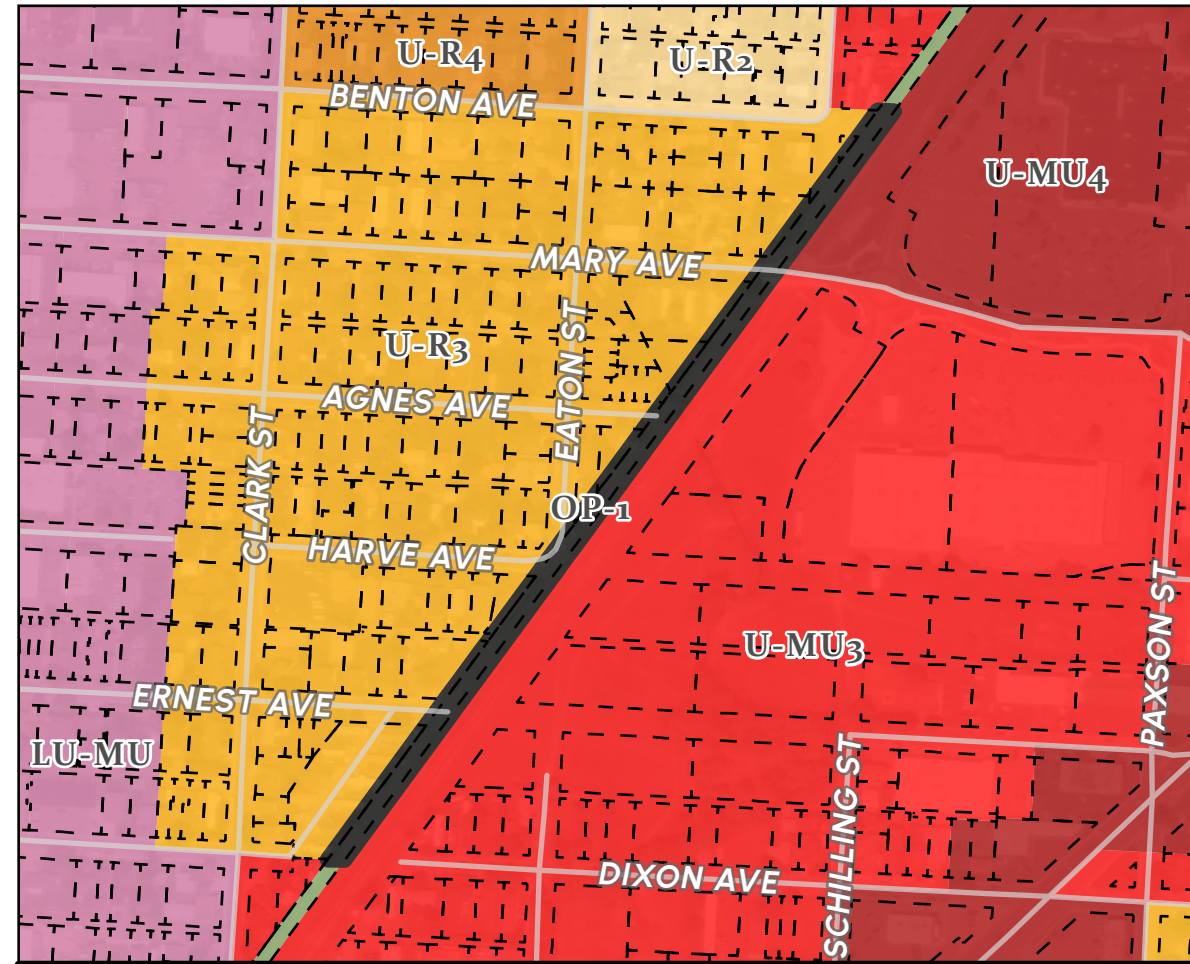 U-R4
U-R2
BENTON AVE
U-MU4
MARY AVE
U-R3
EATON ST
AGNES AVE
CLARK ST
OP-1
HARVE AVE
U-MU3
PAXSON ST
ERNEST AVE
LU-MU
SCHILLING ST
DIXON AVE